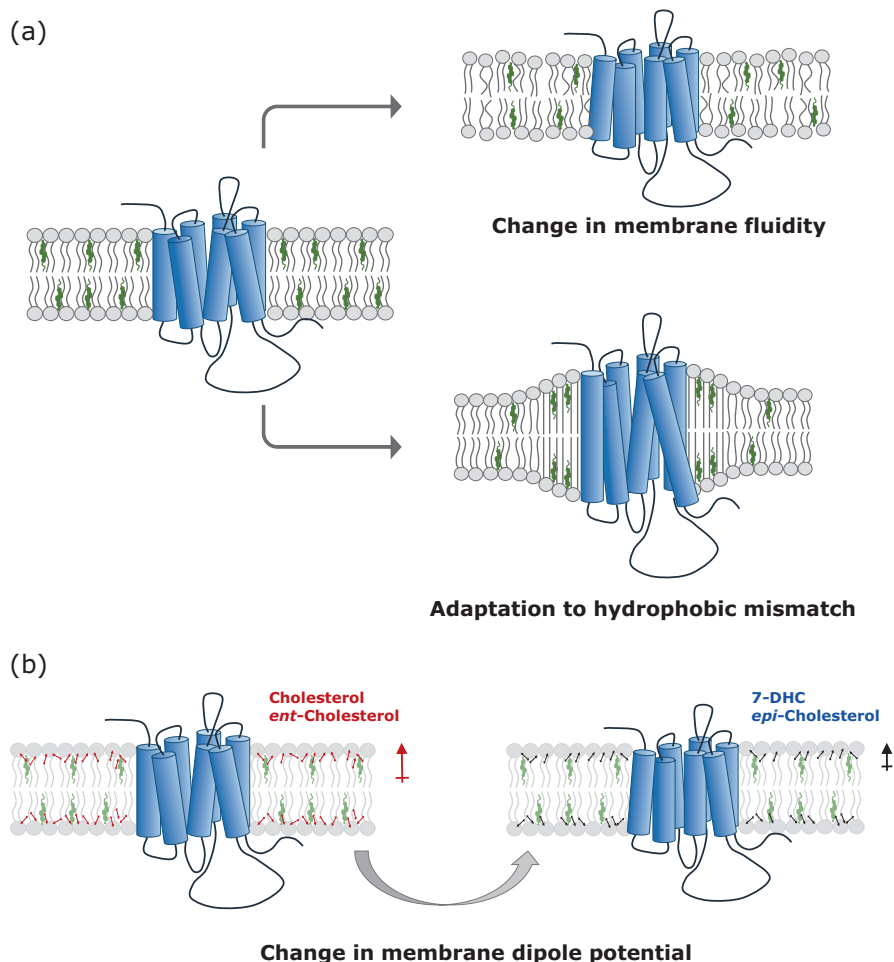 (a)
Change in membrane fluidity
Adaptation to hydrophobic mismatch
(b)
Cholesterol
ent-Cholesterol
7-DHC
epi-Cholesterol
Change in membrane dipole potential